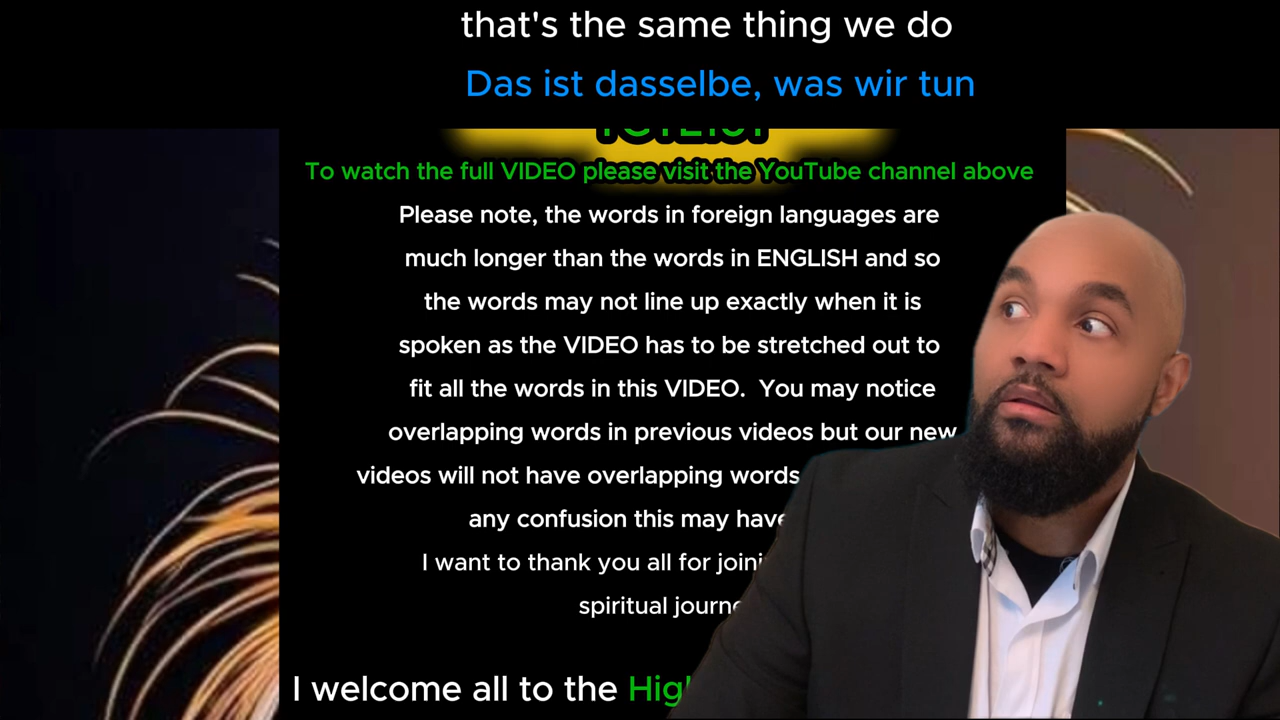 that's the same thing we do
Das ist dasselbe, was wir tun
To watch the full VIDEO please visit the YouTube channel above
Please note, the words in foreign languages are
much longer than the words in ENGLISH and so
the words may not line up exactly when it is
spoken as the VIDEO has to be stretched out to
fit all the words in this VIDEO. You may notice
overlapping words in previous videos but our new
videos will not have overlapping words
any confusion this may have
I want to thank you all for
spiritual
I welcome all to the